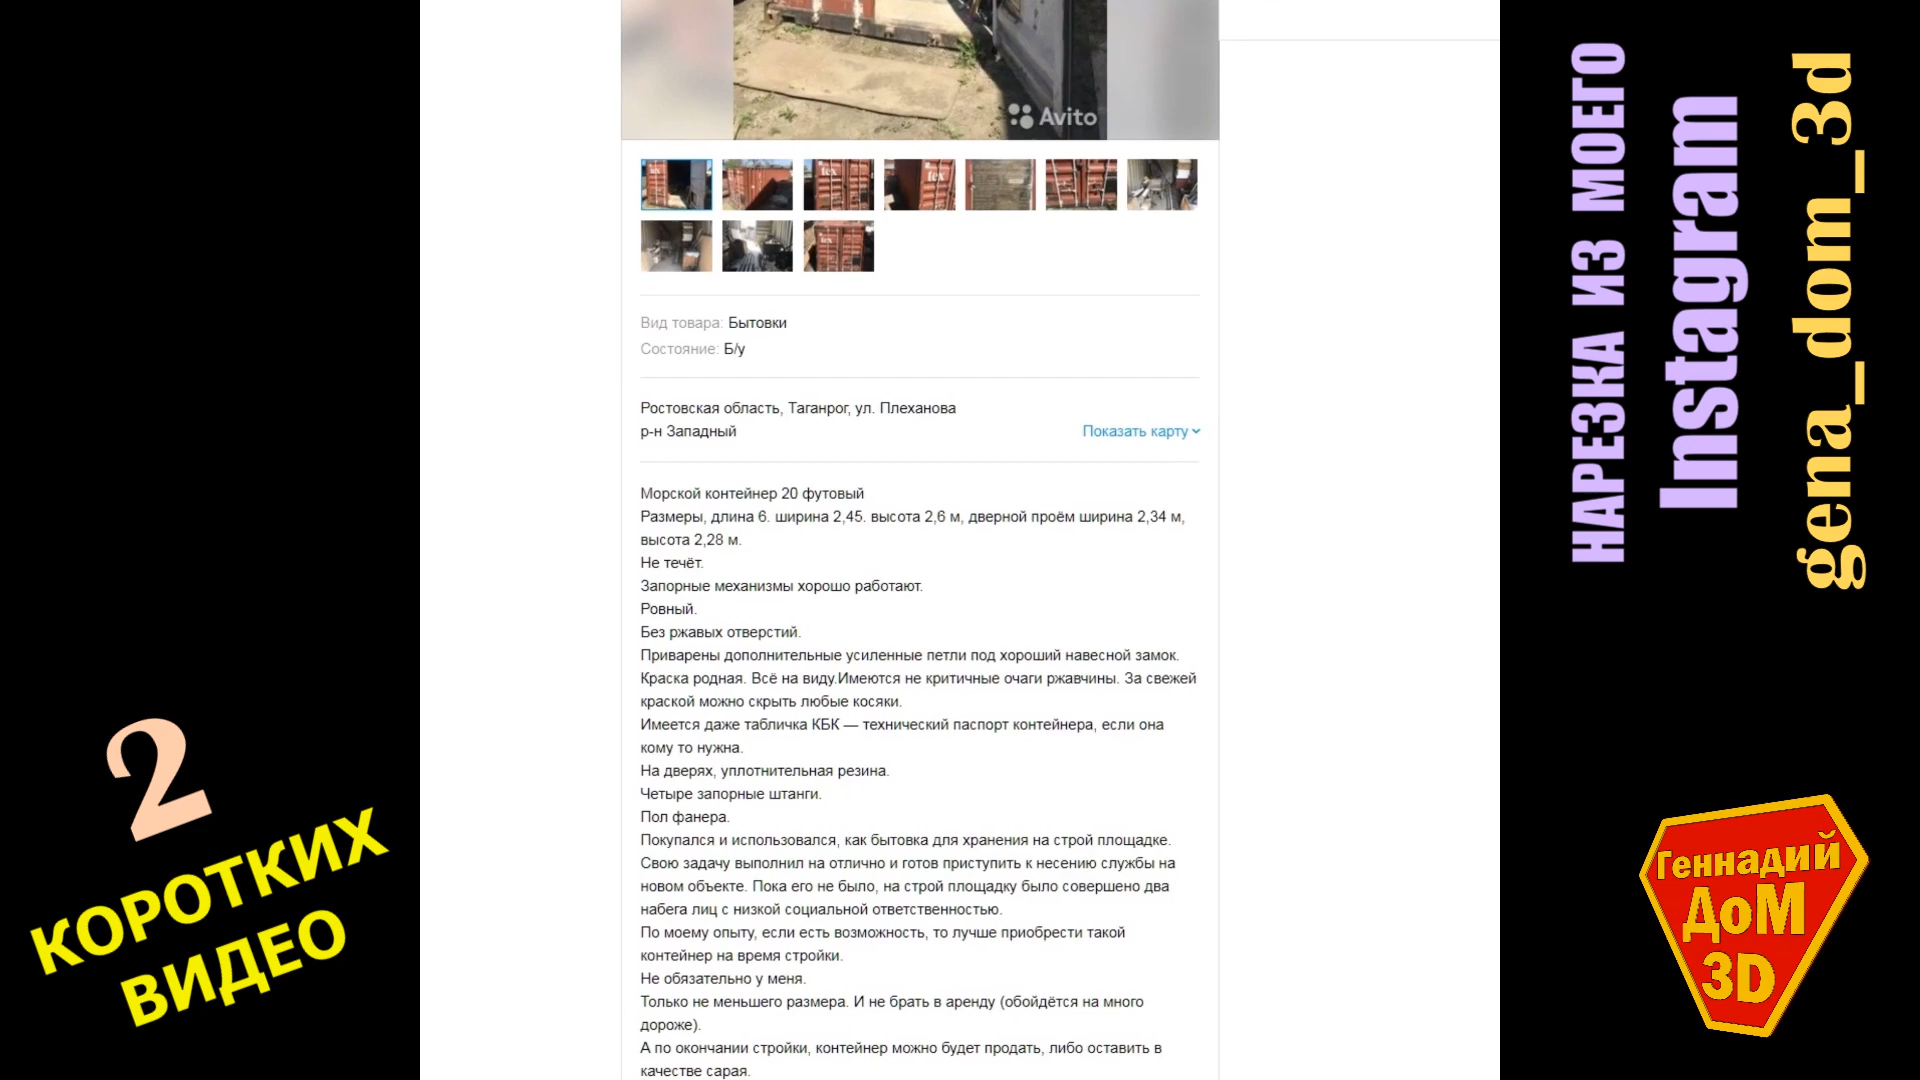 Avito
Вид товара: Бытовки
Состояние: Б/у
Ростовская область, Таганрог, ул. Плеханова
р-н Западный
Показать карту
Морской контейнер 20 футовый
Размеры, длина 6. ширина 2,45. высота 2,6 м, дверной проём ширина 2,34 м,
высота 2,28 м.
Не течёт.
Запорные механизмы хорошо работают.
Ровный.
Без ржавых отверстий.
Приварены дополнительные усиленные петли под хороший навесной замок.
Краска родная. Всё на виду.Имеются не критичные очаги ржавчины. За свежей
краской можно скрыть любые косяки.
Имеется даже табличка КБК — технический паспорт контейнера, если она
кому то нужна.
На дверях, уплотнительная резина.
Четыре запорные штанги.
Пол фанера.
Покупался и использовался, как бытовка для хранения на строй площадке.
Свою задачу выполнил на отлично и готов приступить к несению службы на
новом объекте. Пока его не было, на строй площадку было совершено два
набега лиц с низкой социальной ответственностью.
По моему опыту, если есть возможность, то лучше приобрести такой
контейнер на время стройки.
Не обязательно у меня.
Только не меньшего размера. И не брать в аренду (обойдётся на много
дороже).
А по окончании стройки, контейнер можно будет продать, либо оставить в
качестве сарая.
2
КОРОТКИХ
ВИДЕО
НАРЕЗКА ИЗ МОЕГО
Instagram
gena_dom_3d
Геннадий
ДоМ
3D